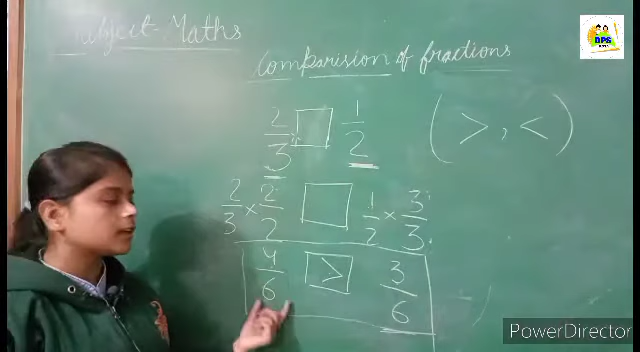 Subject - Maths
Comparision of fractions
2/3 □ 1/2 (>, <)
2/3 × 2/2 □ 1/2 × 3/3
4/6 > 3/6
DPS
PowerDirector